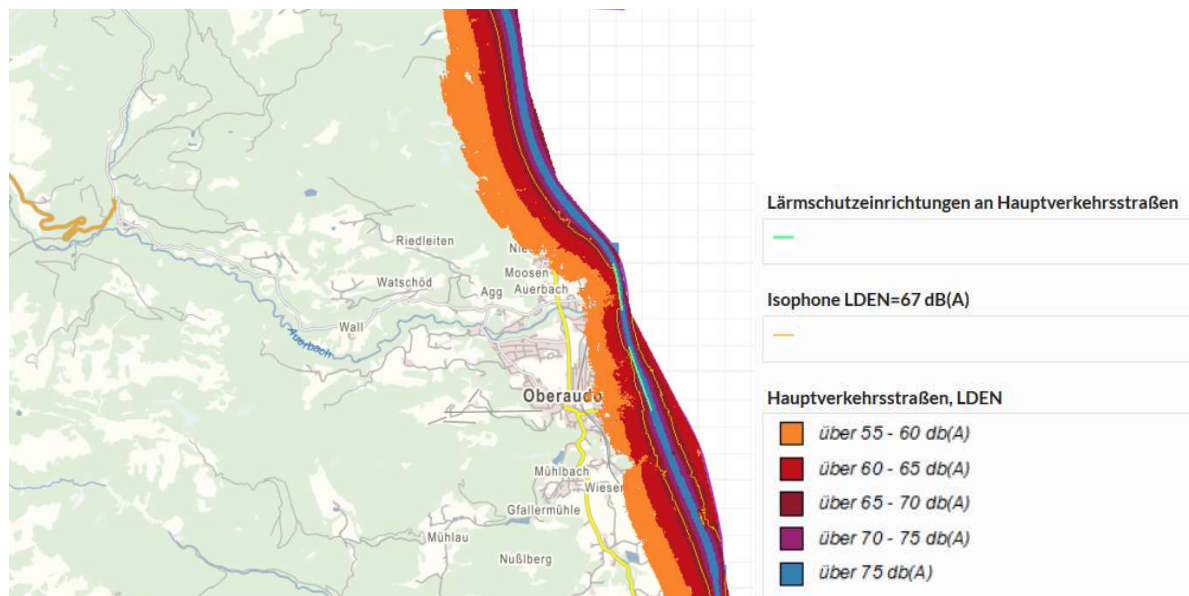 Lärmschutzeinrichtungen an Hauptverkehrsstraßen
Isophone LDEN=67 dB(A)
Hauptverkehrsstraßen, LDEN
über 55 - 60 db(A)
über 60 - 65 db(A)
über 65 - 70 db(A)
über 70 - 75 db(A)
über 75 db(A)
Riedleiten
Moosen
Watschöd
Agg
Auerbach
Wall
Auerbach
Oberaudo
Mühlbach
Wieser
Gfallermühle
Mühlau
Nußlberg